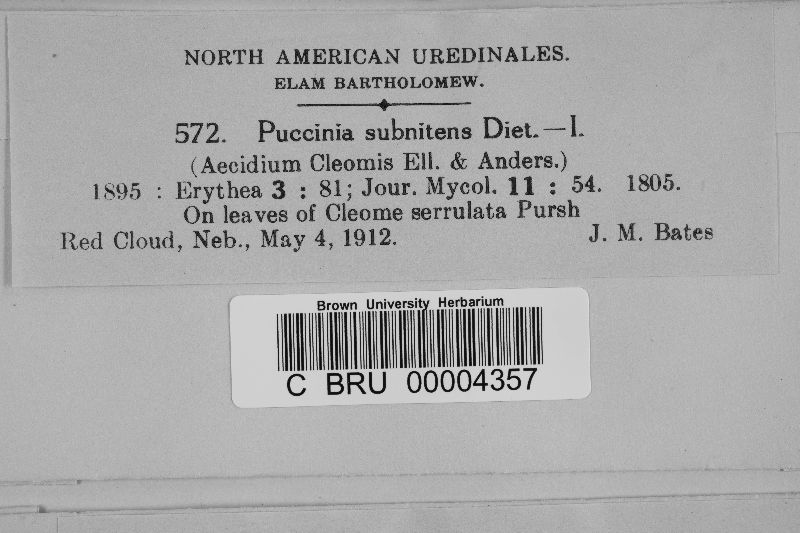 NORTH AMERICAN UREDINALES.
ELAM BARTHOLOMEW.
572. Puccinia subnitens Diet.—I.
(Aecidium Cleomis Ell. & Anders.)
1895 : Erythea 3 : 81; Jour. Mycol. 11 : 54. 1805.
On leaves of Cleome serrulata Pursh
Red Cloud, Neb., May 4, 1912. J. M. Bates
Brown University Herbarium
C BRU 00004357